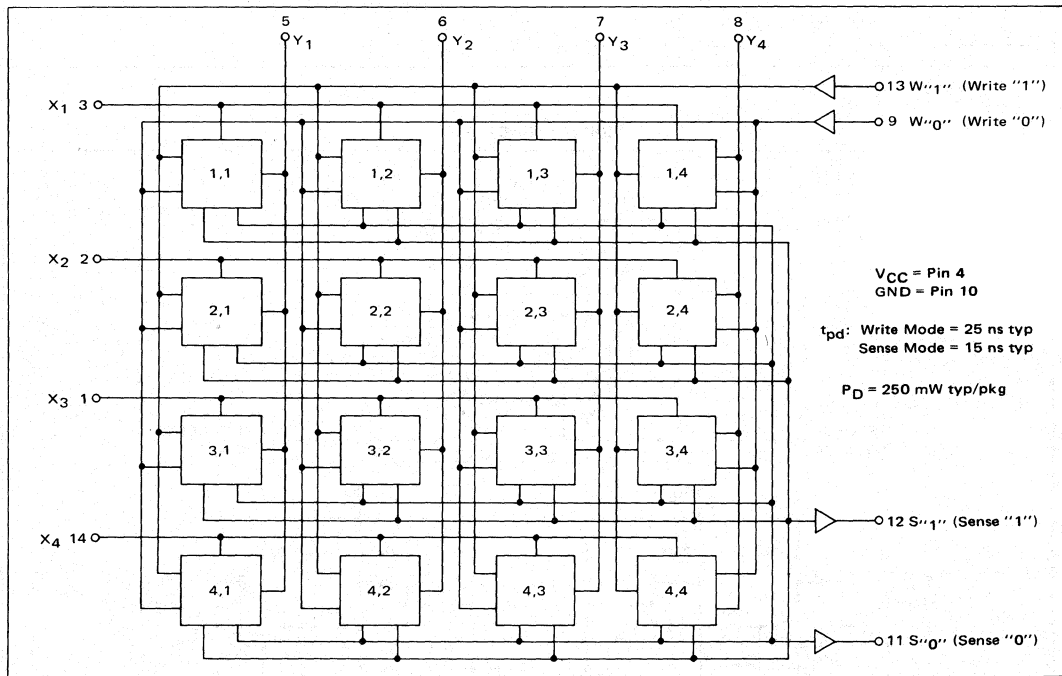 5 6 7 8
Y1 Y2 Y3 Y4
X1 3
13 W"1" (Write "1")
9 W"0" (Write "0")
1,1 1,2 1,3 1,4
X2 2
2,1 2,2 2,3 2,4
VCC = Pin 4
GND = Pin 10
tpd: Write Mode = 25 ns typ
Sense Mode = 15 ns typ
PD = 250 mW typ/pkg
X3 1
3,1 3,2 3,3 3,4
12 S"1" (Sense "1")
X4 14
4,1 4,2 4,3 4,4
11 S"0" (Sense "0")